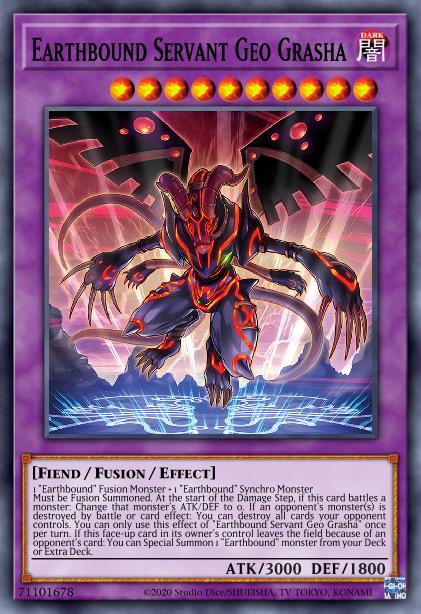 EARTHBOUND SERVANT GEO GRASHA
DARK
闇
[FIEND / FUSION / EFFECT]
1 "Earthbound" Fusion Monster + 1 "Earthbound" Synchro Monster
Must be Fusion Summoned. At the start of the Damage Step, if this card battles a
monster: Change that monster's ATK/DEF to 0. If an opponent's monster(s) is
destroyed by battle or card effect: You can destroy all cards your opponent
controls. You can only use this effect of "Earthbound Servant Geo Grasha" once
per turn. If this face-up card in its owner's control leaves the field because of an
opponent's card: You can Special Summon 1 "Earthbound" monster from your Deck
or Extra Deck.
ATK/3000 DEF/1800
71101678
©2020 Studio Dice/SHUEISHA, TV TOKYO, KONAMI